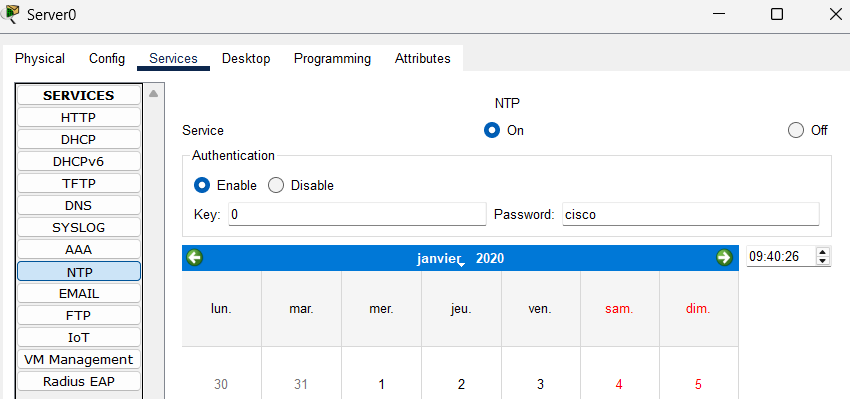 Server0
Physical Config Services Desktop Programming Attributes
SERVICES
HTTP
DHCP
DHCPv6
TFTP
DNS
SYSLOG
AAA
NTP
EMAIL
FTP
IoT
VM Management
Radius EAP
NTP
Service On Off
Authentication
Enable Disable
Key: 0 Password: cisco
janvier 2020 09:40:26
lun. mar. mer. jeu. ven. sam. dim.
30 31 1 2 3 4 5